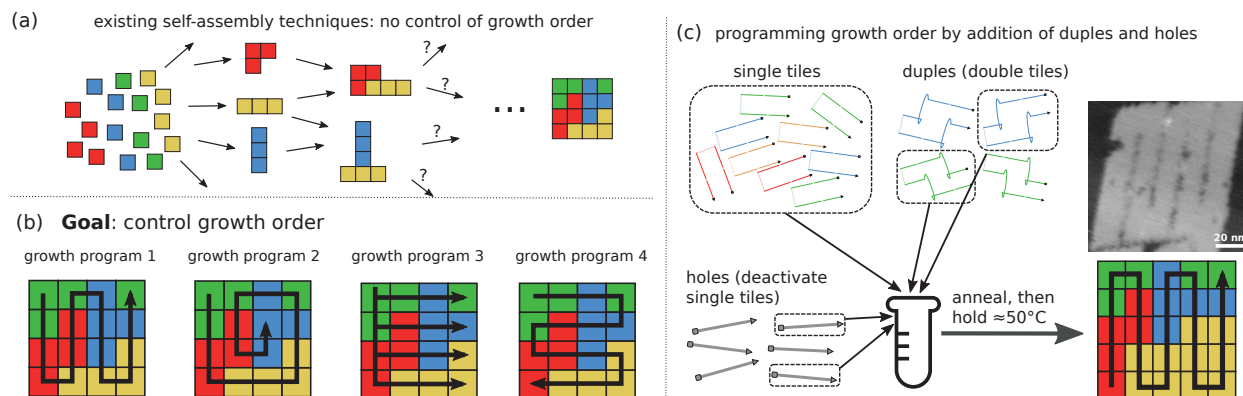 (a) existing self-assembly techniques: no control of growth order
?
?
?
?
...
(b) Goal: control growth order
growth program 1
growth program 2
growth program 3
growth program 4
(c) programming growth order by addition of duples and holes
single tiles
duples (double tiles)
20 nm
holes (deactivate
single tiles)
anneal, then
hold ≈50°C